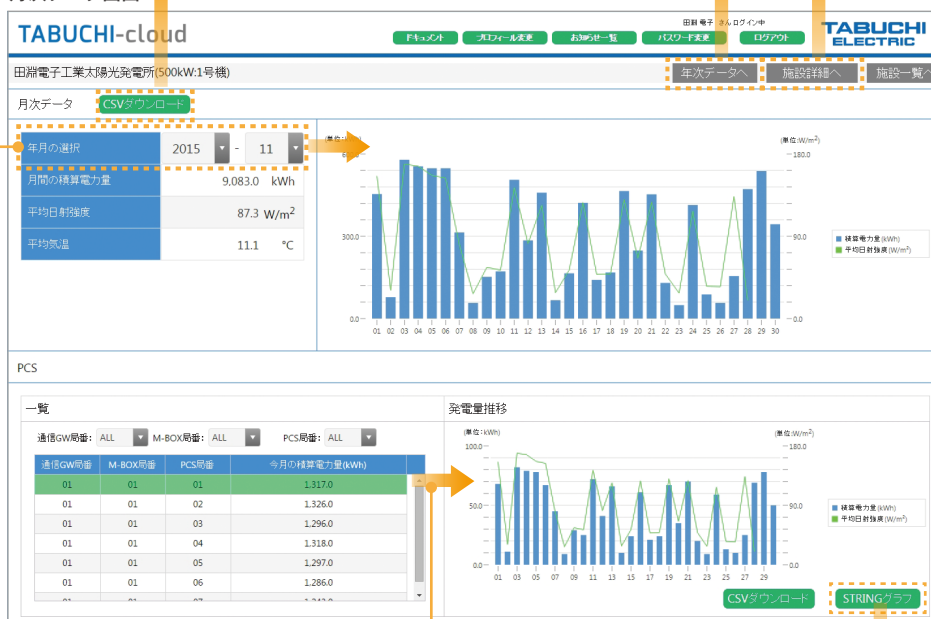 TABUCHI-cloud
田淵 電子 さんログイン中
ドキュメント プロフィール変更 お知らせ一覧 パスワード変更 ログアウト
TABUCHI
ELECTRIC
田淵電子工業太陽光発電所(500kW:1号機)
年次データへ 施設詳細へ 施設一覧へ
月次データ CSVダウンロード
年月の選択 2015 - 11
月間の積算電力量 9,083.0 kWh
平均日射強度 87.3 W/m²
平均気温 11.1 °C
(単位:W/m²)
180.0
300.0 90.0
0.0 0.0
01 02 03 04 05 06 07 08 09 10 11 12 13 14 15 16 17 18 19 20 21 22 23 24 25 26 27 28 29 30
積算電力量(kWh)
平均日射強度(W/m²)
PCS
一覧
通信GW局番: ALL M-BOX局番: ALL PCS局番: ALL
通信GW局番 M-BOX局番 PCS局番 今月の積算電力量(kWh)
01 01 01 1.317.0
01 01 02 1.326.0
01 01 03 1.296.0
01 01 04 1.318.0
01 01 05 1.297.0
01 01 06 1.286.0
発電量推移
(単位:kWh) (単位:W/m²)
100.0 180.0
50.0 90.0
0.0 0.0
01 03 05 07 09 11 13 15 17 19 21 23 25 27 29
積算電力量(kWh)
平均日射強度(W/m²)
CSVダウンロード STRINGグラフ